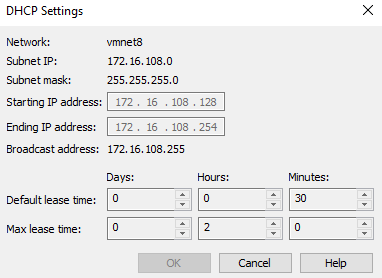 DHCP Settings
Network: vmnet8
Subnet IP: 172.16.108.0
Subnet mask: 255.255.255.0
Starting IP address: 172 . 16 . 108 . 128
Ending IP address: 172 . 16 . 108 . 254
Broadcast address: 172.16.108.255
Days: Hours: Minutes:
Default lease time: 0 0 30
Max lease time: 0 2 0
OK Cancel Help